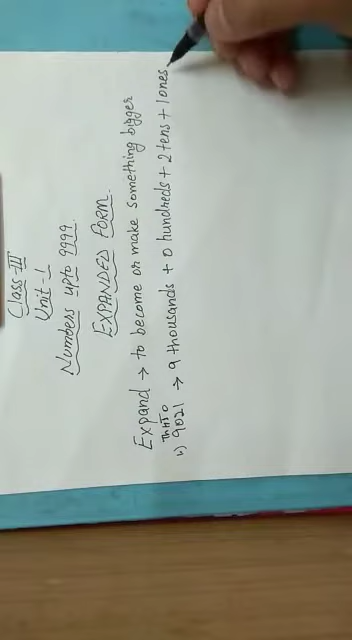 Class-III
Unit-1
Numbers upto 9999.
EXPANDED FORM.
Expand → to become or make something bigger
Th H T O
i) 9021 → 9 thousands + 0 hundreds + 2 tens + 1 ones